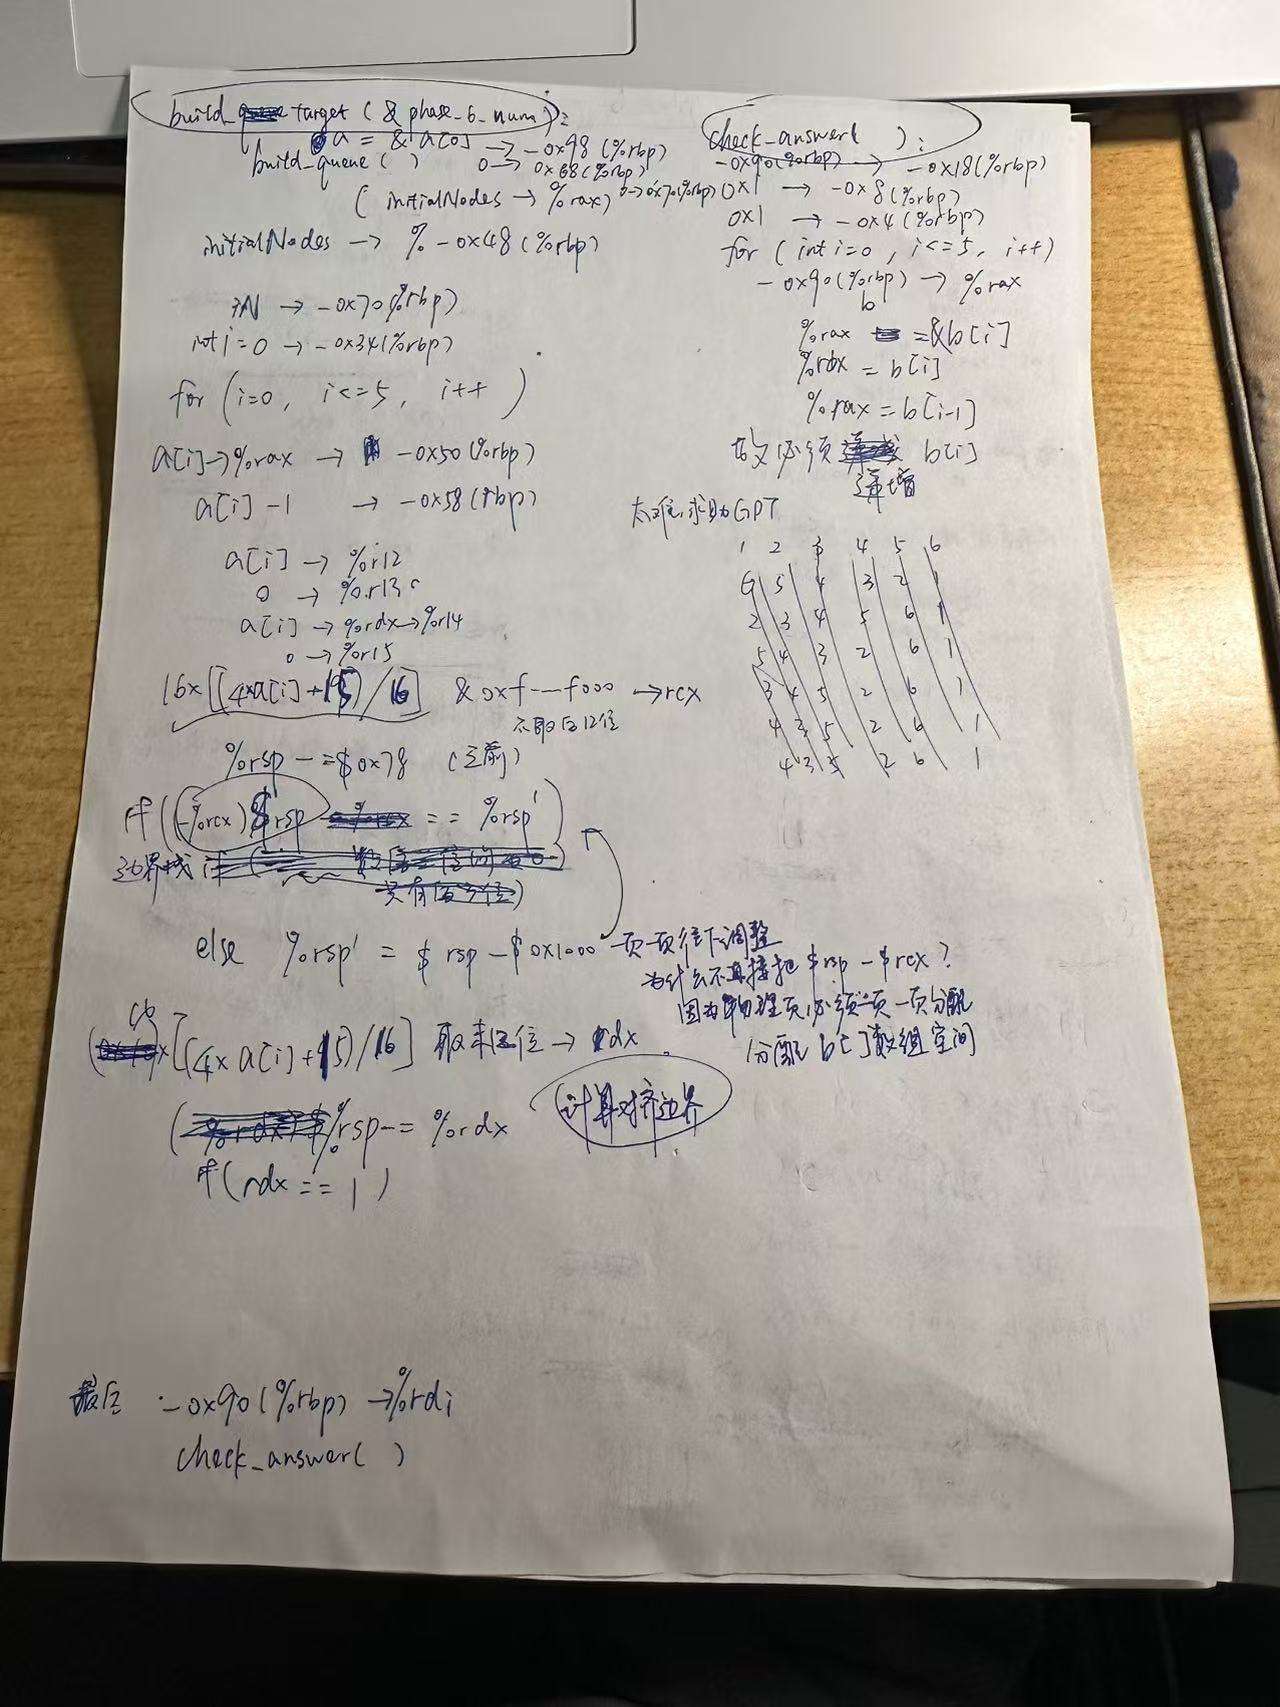 build_target ( & phase_6_num ) :
a = & a[0] → -0x98 (%rbp)
build_queue ( ) 0 → 0x68 (%rbp)
( initialNodes → %rax, 0→0x70(%rbp)
initialNodes → % -0x48 (%rbp)
→ -0x70 (%rbp)
int i=0 → -0x34 (%rbp)
for (i=0, i<=5, i++ )
a[i]→%rax → -0x50 (%rbp)
a[i]-1 → -0x58 (rbp)
a[i] → %r12
0 → %r13
a[i] → %rdx→%r14
0 → %r15
16×[(4×a[i]+15)/16] & 0xf---f000 →rcx
不取后12位
%rsp -=$0x78 (之前)
if ((-%rcx) $rsp == %rsp')
边界栈
else %rsp' = $ rsp - $ 0x1000 一页一页往下调整
为什么不直接把 $rsp - $rcx ?
因为物理页必须一页一页分配
分配 b[ ]数组空间
[(4× a[i]+15)/16] 取末12位 → rdx
计算对齐边界
%rsp -= %rdx
if (rdx == 1 )
最后 -0x90 (%rbp) →%rdi
check_answer( )
check_answer( ) :
-0x90(%rbp) → -0x18(%rbp)
0x1 → -0x8(%rbp)
0x1 → -0x4 (%rbp)
for ( int i=0 , i<=5, i++)
-0x90(%rbp) → %rax
b
%rax =&b[i]
%rdx = b[i]
%rax = b[i-1]
故必须 b[i]
递增
太难,求助GPT
1 2 3 4 5 6
6 5 4 3 2 1
2 3 4 5 6 1
5 4 3 2 6 1
3 4 5 2 6 1
4 3 5 2 6 1
4 3 5 2 6 1